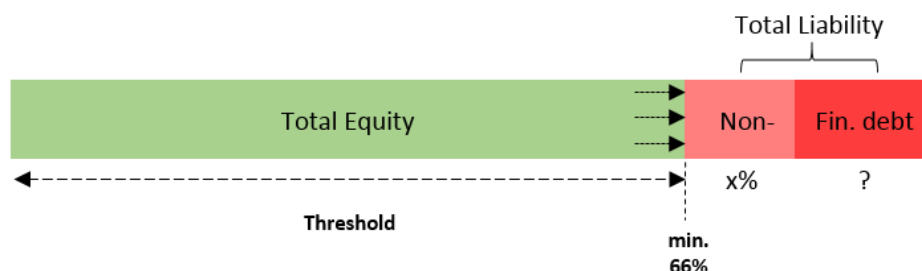 Total Liability
Total Equity
Non-
Fin. debt
x%
?
Threshold
min.
66%